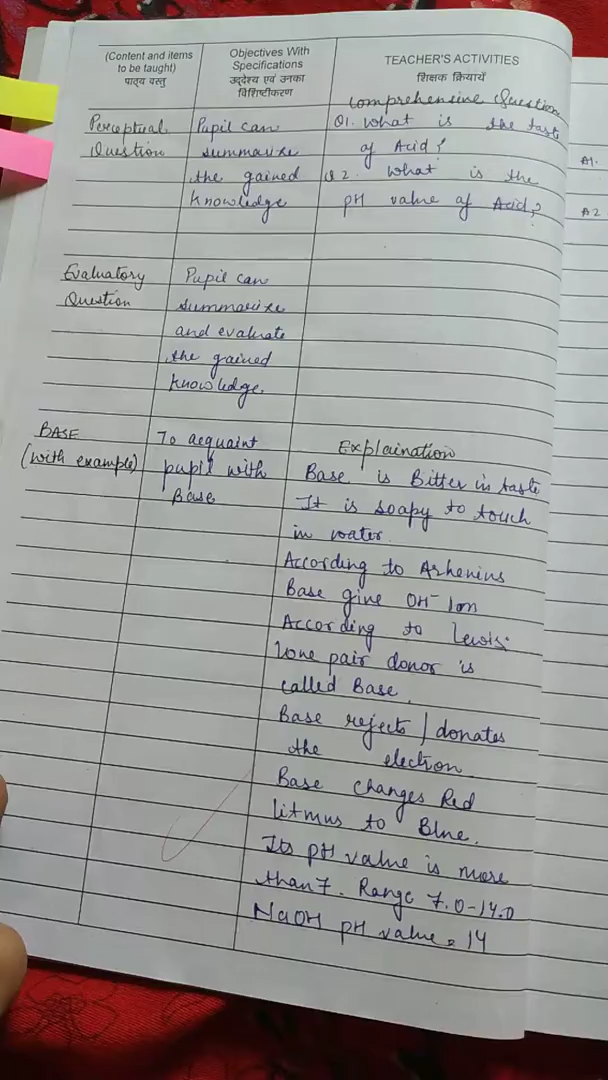 (Content and items
to be taught)
पाठ्य वस्तु
Objectives With
Specifications
उद्देश्य एवं उनका
विशिष्टीकरण
TEACHER'S ACTIVITIES
शिक्षक क्रियायें
Perceptual
Question
Pupil can
summarize
the gained
knowledge
Comprehensive Question
Q1. What is the taste
of Acid?
Q2. What is the
pH value of Acid?
A1.
A2
Evaluatory
Question
Pupil can
summarize
and evaluate
the gained
knowledge.
BASE
(with example)
To acquaint
pupil with
Base
Explaination
Base is Bitter in taste
It is soapy to touch
in water.
According to Arhenius
Base give OH⁻ Ion
According to Lewis.
lone pair donor is
called Base.
Base rejects / donates
the electron
Base changes Red
litmus to Blue.
Its pH value is more
than 7. Range 7.0-14.0
NaOH pH value = 14